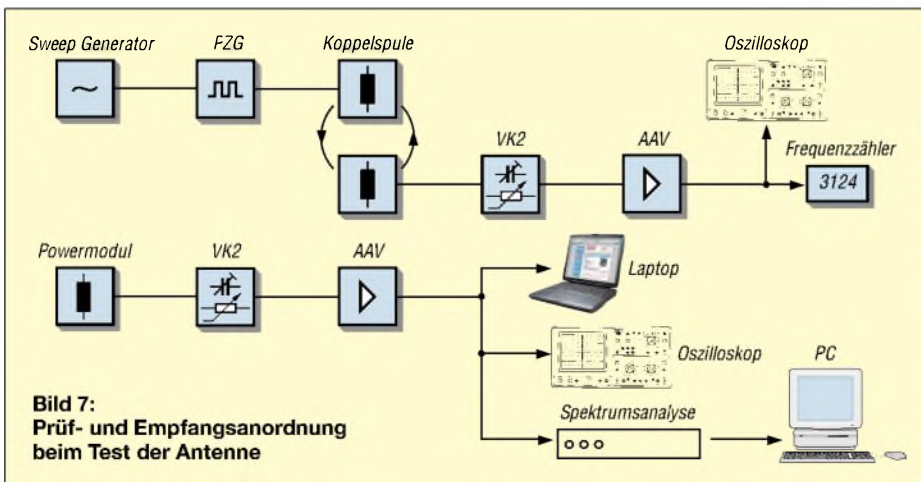 Sweep Generator
PZG
Koppelspule
Oszilloskop
VK2
AAV
Frequenzzähler
3124
Powermodul
VK2
AAV
Laptop
Oszilloskop
PC
Spektrumsanalyse
Bild 7:
Prüf- und Empfangsanordnung
beim Test der Antenne